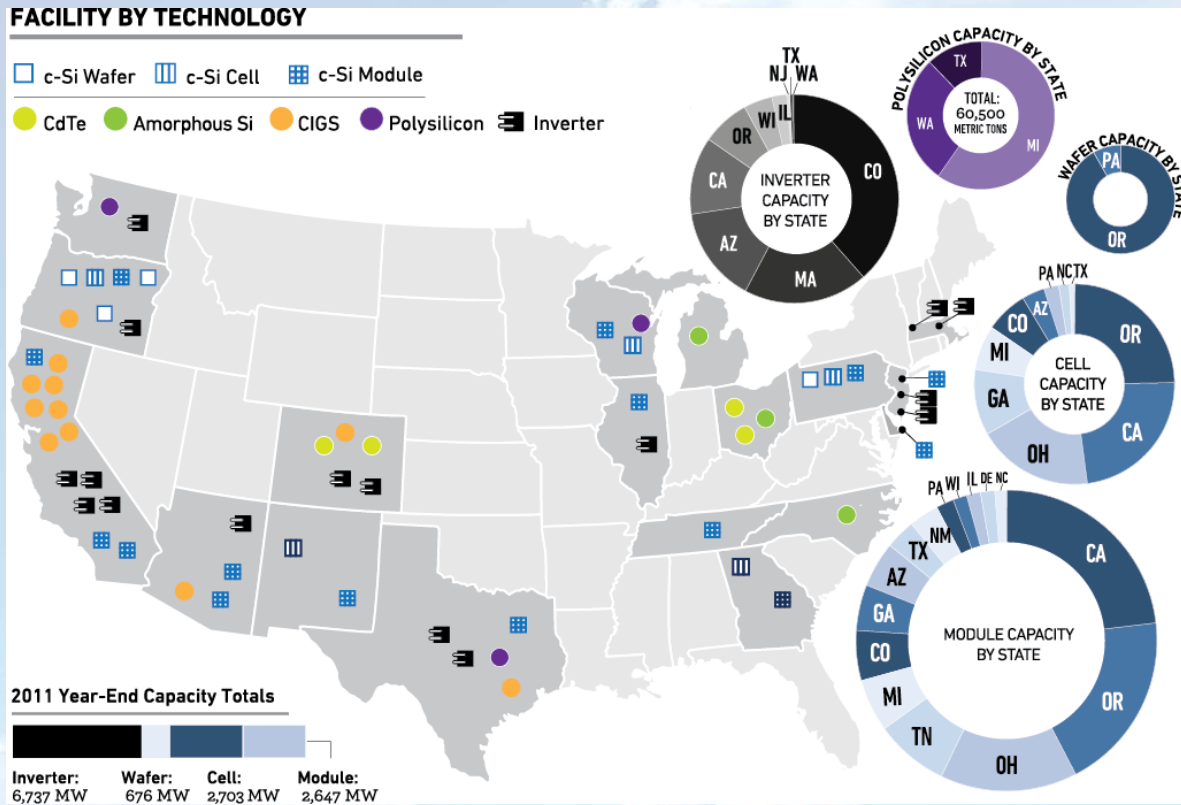 FACILITY BY TECHNOLOGY
c-Si Wafer
c-Si Cell
c-Si Module
CdTe
Amorphous Si
CIGS
Polysilicon
Inverter
INVERTER
CAPACITY
BY STATE
CO
MA
AZ
CA
OR
WI
IL
NJ
TX
WA
POLYSILICON CAPACITY BY STATE
TOTAL:
60,500
METRIC TONS
MI
WA
TX
WAFER CAPACITY BY STATE
PA
OR
CELL
CAPACITY
BY STATE
OR
CA
OH
GA
MI
CO
AZ
PA
NC
TX
MODULE CAPACITY
BY STATE
CA
OR
OH
TN
MI
CO
GA
AZ
TX
NM
PA
WI
IL
DE
NC
2011 Year-End Capacity Totals
Inverter:
6,737 MW
Wafer:
676 MW
Cell:
2,703 MW
Module:
2,647 MW